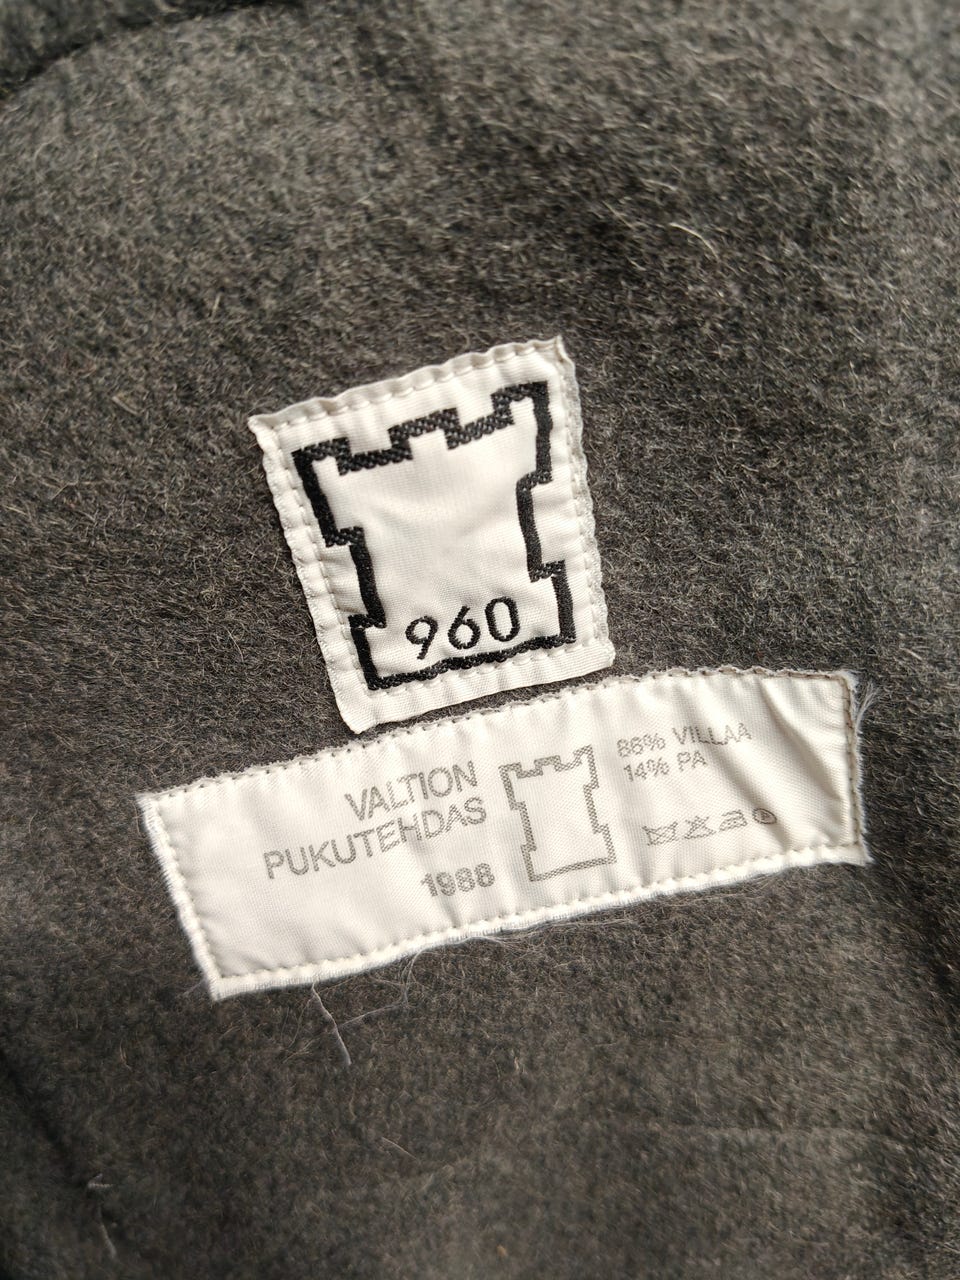 960
VALTION
PUKUTEHDAS
1988
86% VILLAA
14% PA